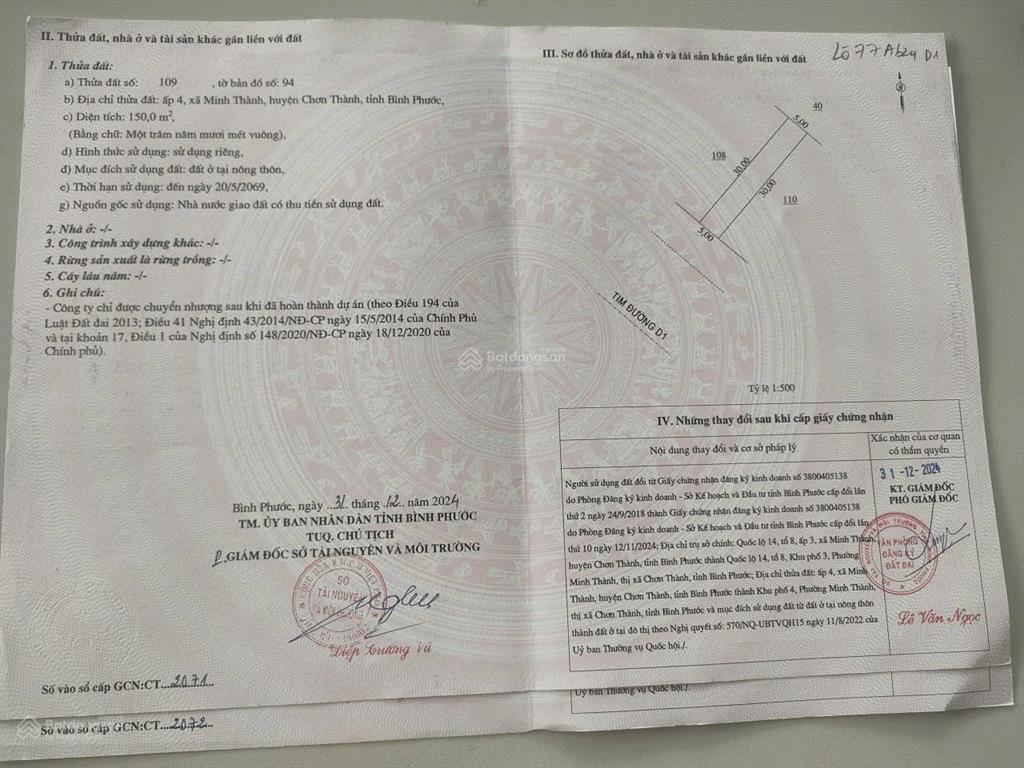 II. Thửa đất, nhà ở và tài sản khác gắn liền với đất
1. Thửa đất:
a) Thửa đất số: 109 , tờ bản đồ số: 94
b) Địa chỉ thửa đất: ấp 4, xã Minh Thành, huyện Chơn Thành, tỉnh Bình Phước,
c) Diện tích: 150,0 m²,
(Bằng chữ: Một trăm năm mươi mét vuông),
d) Hình thức sử dụng: sử dụng riêng,
đ) Mục đích sử dụng đất: đất ở tại nông thôn,
e) Thời hạn sử dụng: đến ngày 20/5/2069,
g) Nguồn gốc sử dụng: Nhà nước giao đất có thu tiền sử dụng đất.
2. Nhà ở: -/-
3. Công trình xây dựng khác: -/-
4. Rừng sản xuất là rừng trồng: -/-
5. Cây lâu năm: -/-
6. Ghi chú:
- Công ty chỉ được chuyển nhượng sau khi đã hoàn thành dự án (theo Điều 194 của
Luật Đất đai 2013; Điều 41 Nghị định 43/2014/NĐ-CP ngày 15/5/2014 của Chính Phủ
và tại khoản 17, Điều 1 của Nghị định số 148/2020/NĐ-CP ngày 18/12/2020 của
Chính phủ).
Bình Phước, ngày ...31... tháng .12.. năm 2024
TM. ỦY BAN NHÂN DÂN TỈNH BÌNH PHƯỚC
TUQ. CHỦ TỊCH
GIÁM ĐỐC SỞ TÀI NGUYÊN VÀ MÔI TRƯỜNG
SỞ
TÀI NGUYÊN
VÀ MÔI TRƯỜNG
Diệp Trường Vũ
Số vào sổ cấp GCN:CT...2071...
Số vào sổ cấp GCN:CT...2072...
III. Sơ đồ thửa đất, nhà ở và tài sản khác gắn liền với đất
Lô 77 Ab24 D1
40
5,00
108
30,00
30,00
110
5,00
TIM ĐƯỜNG D1
Batdongsan
by PropertyGuru
Tỷ lệ 1:500
IV. Những thay đổi sau khi cấp giấy chứng nhận
Nội dung thay đổi và cơ sở pháp lý
Xác nhận của cơ quan
có thẩm quyền
Người sử dụng đất đổi từ Giấy chứng nhận đăng ký kinh doanh số 3800405138
do Phòng Đăng ký kinh doanh - Sở Kế hoạch và Đầu tư tỉnh Bình Phước cấp lần
thứ 2 ngày 24/9/2018 thành Giấy chứng nhận đăng ký kinh doanh số 3800405138
do Phòng Đăng ký kinh doanh - Sở Kế hoạch và Đầu tư tỉnh Bình Phước cấp đổi lần
thứ 10 ngày 12/11/2024; Địa chỉ trụ sở chính: Quốc lộ 14, tổ 8, ấp 3, xã Minh Thành,
huyện Chơn Thành, tỉnh Bình Phước thành Quốc lộ 14, tổ 8, Khu phố 3, Phường
Minh Thành, thị xã Chơn Thành, tỉnh Bình Phước; Địa chỉ thửa đất: ấp 4, xã Minh
Thành, huyện Chơn Thành, tỉnh Bình Phước thành Khu phố 4, Phường Minh Thành,
thị xã Chơn Thành, tỉnh Bình Phước và mục đích sử dụng đất từ đất ở tại nông thôn
thành đất ở tại đô thị theo Nghị quyết số: 570/NQ-UBTVQH15 ngày 11/8/2022 của
Uỷ ban Thường vụ Quốc hội./.
31-12-2024
KT. GIÁM ĐỐC
PHÓ GIÁM ĐỐC
VĂN PHÒNG
ĐĂNG KÝ
ĐẤT ĐAI
Lê Văn Ngọc
Uỷ ban Thường vụ Quốc hội./.
Batdongsan